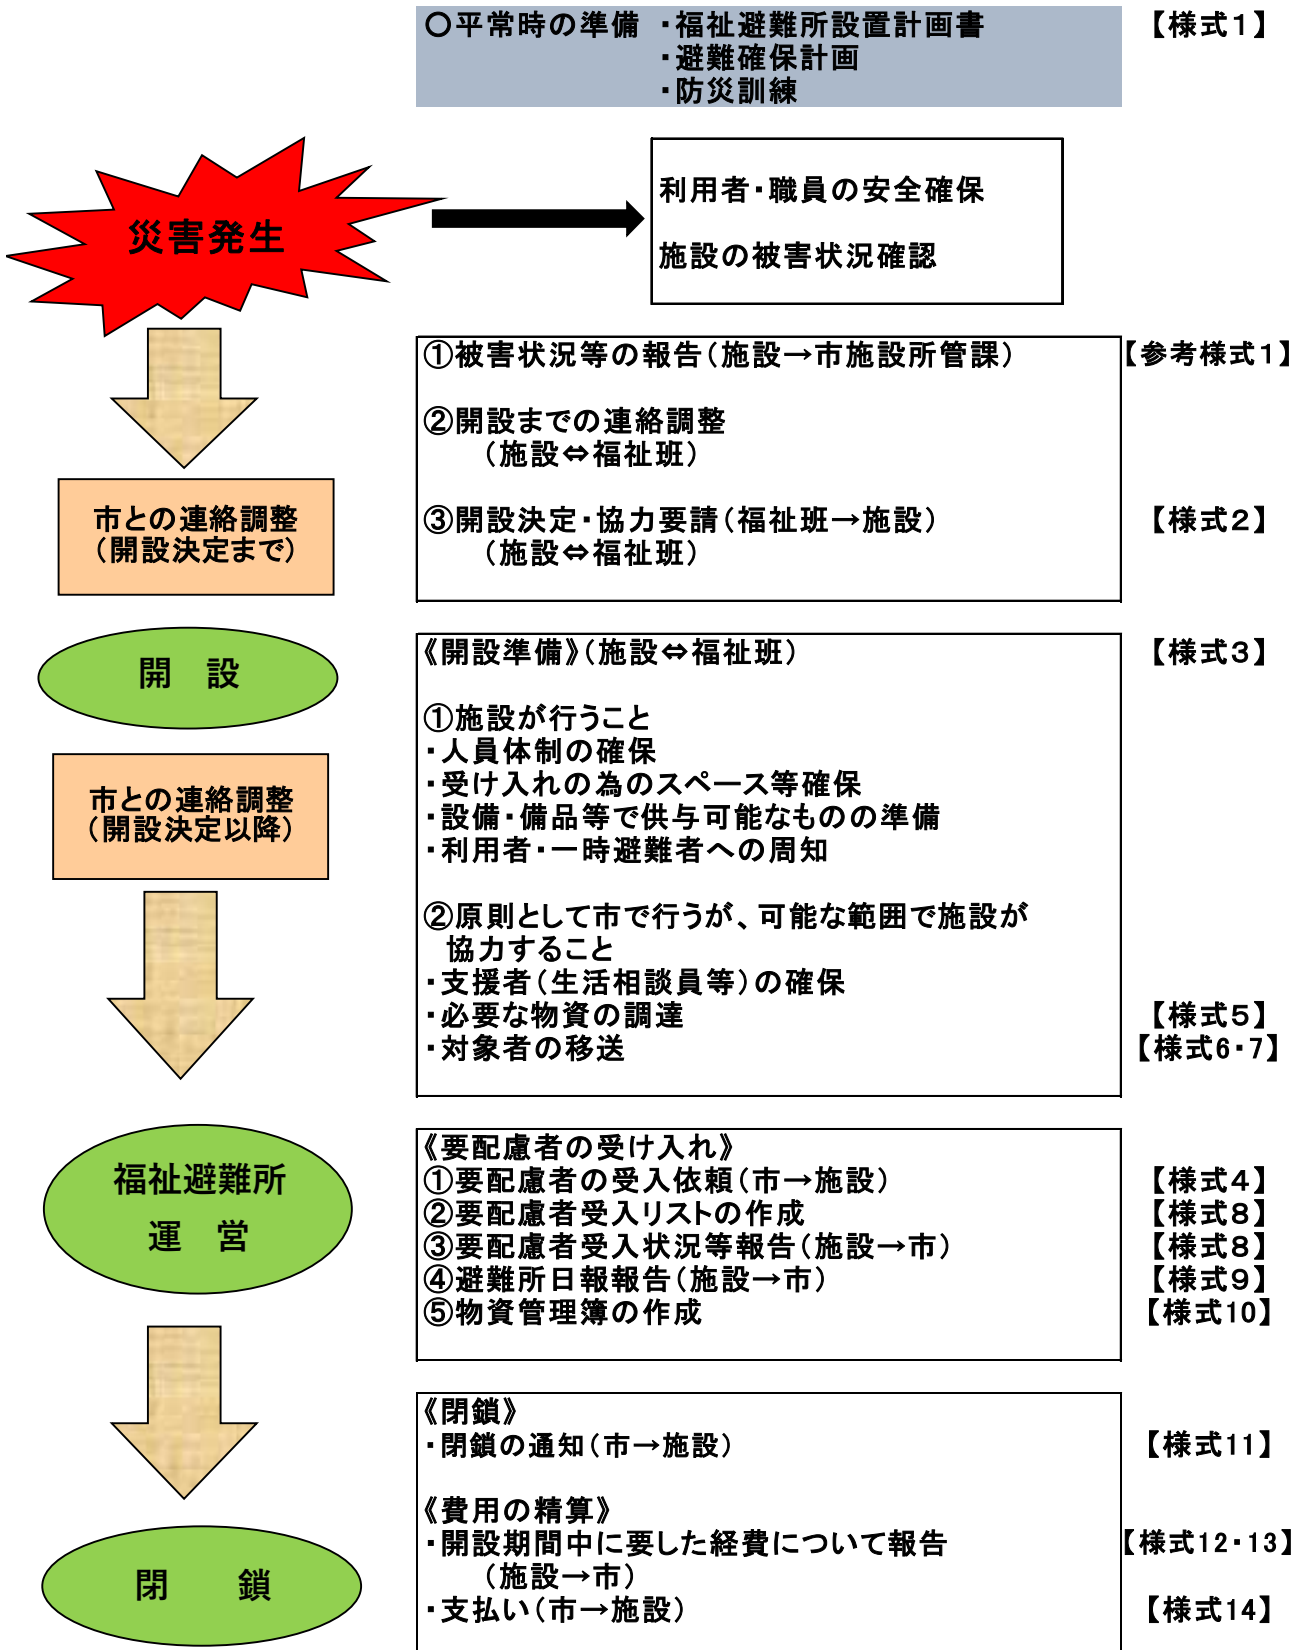 ○平常時の準備 ・福祉避難所設置計画書 【様式1】
・避難確保計画
・防災訓練
災害発生
利用者・職員の安全確保
施設の被害状況確認
①被害状況等の報告(施設→市施設所管課) 【参考様式1】
②開設までの連絡調整
(施設⇔福祉班)
③開設決定・協力要請(福祉班→施設) 【様式2】
(施設⇔福祉班)
市との連絡調整
(開設決定まで)
開 設
《開設準備》(施設⇔福祉班) 【様式3】
①施設が行うこと
・人員体制の確保
・受け入れの為のスペース等確保
・設備・備品等で供与可能なものの準備
・利用者・一時避難者への周知
市との連絡調整
(開設決定以降)
②原則として市で行うが、可能な範囲で施設が
協力すること
・支援者(生活相談員等)の確保
・必要な物資の調達 【様式5】
・対象者の移送 【様式6・7】
福祉避難所
運 営
《要配慮者の受け入れ》
①要配慮者の受入依頼(市→施設) 【様式4】
②要配慮者受入リストの作成 【様式8】
③要配慮者受入状況等報告(施設→市) 【様式8】
④避難所日報報告(施設→市) 【様式9】
⑤物資管理簿の作成 【様式10】
《閉鎖》
・閉鎖の通知(市→施設) 【様式11】
《費用の精算》
・開設期間中に要した経費について報告 【様式12・13】
(施設→市)
・支払い(市→施設) 【様式14】
閉 鎖